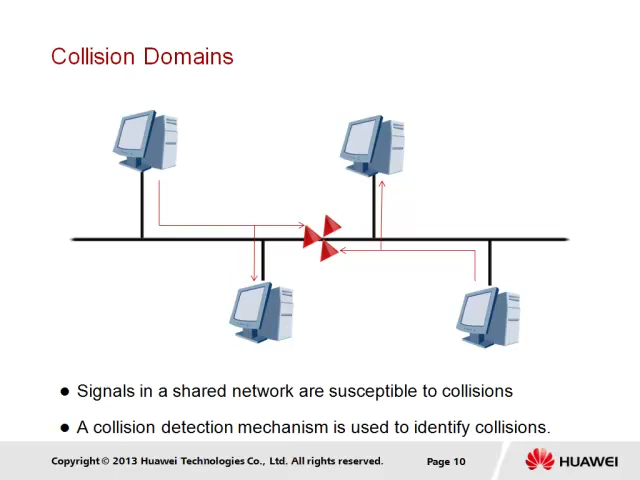 Collision Domains
● Signals in a shared network are susceptible to collisions
● A collision detection mechanism is used to identify collisions.
Copyright © 2013 Huawei Technologies Co., Ltd. All rights reserved. Page 10 HUAWEI